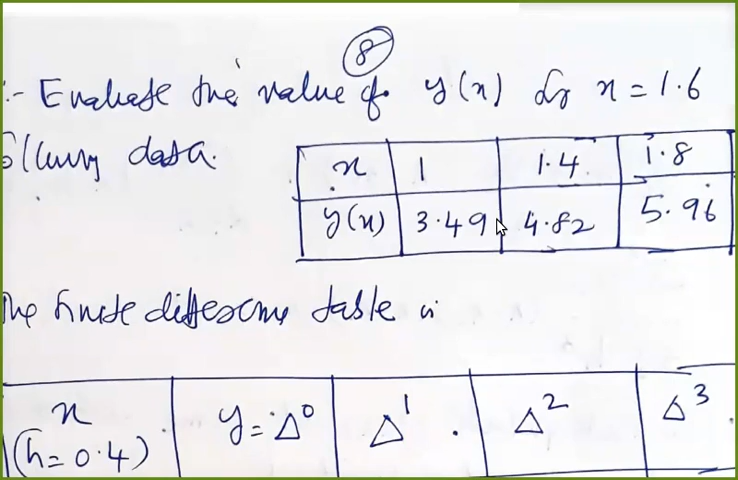 8
:- Evaluate the value of y(x) for x = 1.6
following data.
x 1 1.4 1.8
y(x) 3.49 4.82 5.96
The finite difference table is
x y=Δ⁰ Δ¹ Δ² Δ³
(h=0.4)